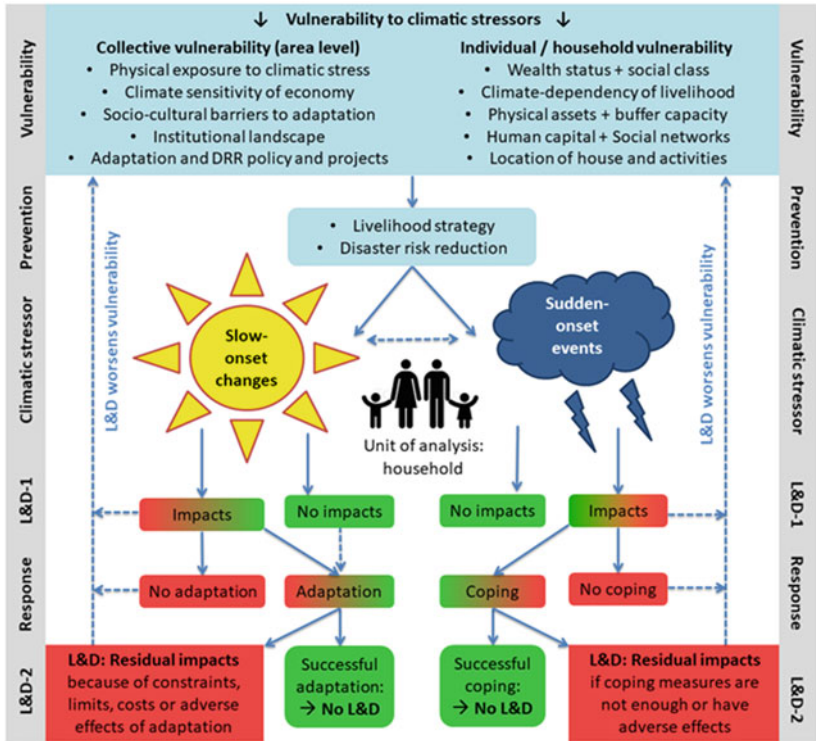 ↓ Vulnerability to climatic stressors ↓
Vulnerability
Collective vulnerability (area level)
• Physical exposure to climatic stress
• Climate sensitivity of economy
• Socio-cultural barriers to adaptation
• Institutional landscape
• Adaptation and DRR policy and projects
Individual / household vulnerability
• Wealth status + social class
• Climate-dependency of livelihood
• Physical assets + buffer capacity
• Human capital + Social networks
• Location of house and activities
Vulnerability
Prevention
• Livelihood strategy
• Disaster risk reduction
Prevention
L&D worsens vulnerability
L&D worsens vulnerability
Climatic stressor
Slow-
onset
changes
Sudden-
onset
events
Climatic stressor
Unit of analysis:
household
L&D-1
Impacts
No impacts
No impacts
Impacts
L&D-1
Response
No adaptation
Adaptation
Coping
No coping
Response
L&D-2
L&D: Residual impacts
because of constraints,
limits, costs or adverse
effects of adaptation
Successful
adaptation:
→ No L&D
Successful
coping:
→ No L&D
L&D: Residual impacts
if coping measures are
not enough or have
adverse effects
L&D-2